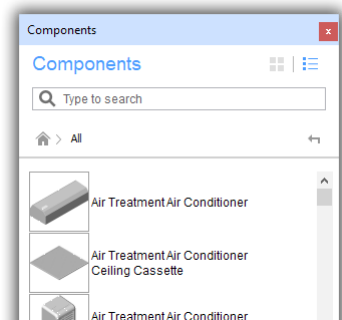 Components
x
Components
Type to search
All
Air Treatment Air Conditioner
Air Treatment Air Conditioner
Ceiling Cassette
Air Treatment Air Conditioner